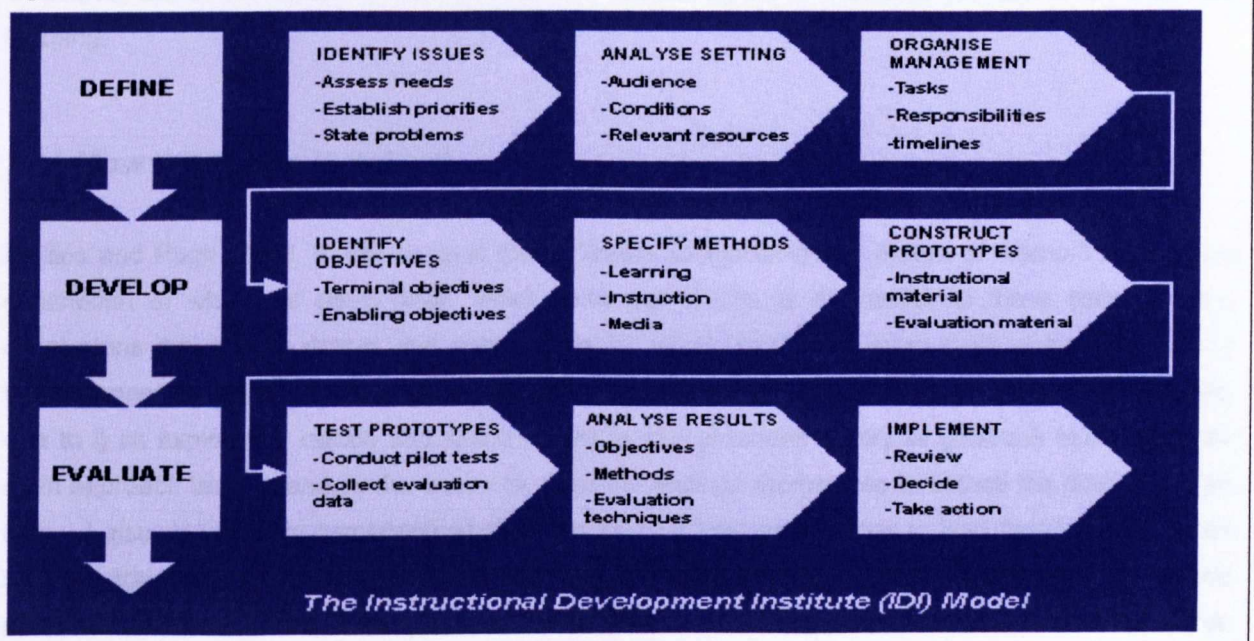 DEFINE
IDENTIFY ISSUES
-Assess needs
-Establish priorities
-State problems
ANALYSE SETTING
-Audience
-Conditions
-Relevant resources
ORGANISE
MANAGEMENT
-Tasks
-Responsibilities
-timelines
DEVELOP
IDENTIFY
OBJECTIVES
-Terminal objectives
-Enabling objectives
SPECIFY METHODS
-Learning
-Instruction
-Media
CONSTRUCT
PROTOTYPES
-Instructional
material
-Evaluation material
EVALUATE
TEST PROTOTYPES
-Conduct pilot tests
-Collect evaluation
data
ANALYSE RESULTS
-Objectives
-Methods
-Evaluation
techniques
IMPLEMENT
-Review
-Decide
-Take action
The Instructional Development Institute (IDI) Model